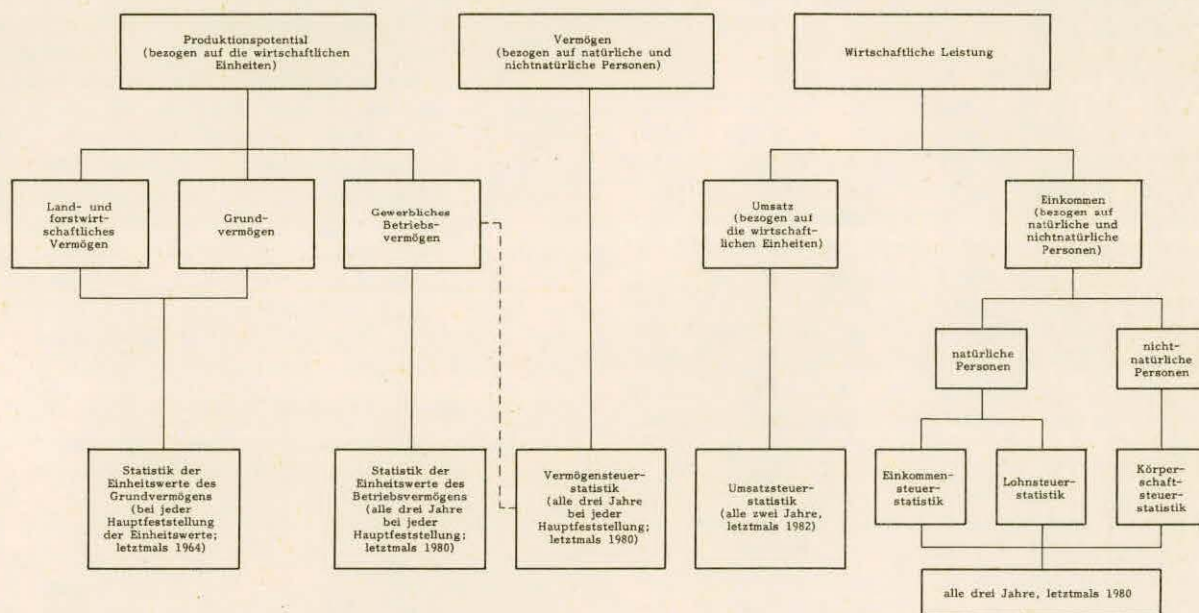 Produktionspotential
(bezogen auf die wirtschaftlichen
Einheiten)
Vermögen
(bezogen auf natürliche und
nichtnatürliche Personen)
Wirtschaftliche Leistung
Land- und
forstwirt-
schaftliches
Vermögen
Grund-
vermögen
Gewerbliches
Betriebs-
vermögen
Umsatz
(bezogen auf
die wirtschaft-
lichen Einheiten)
Einkommen
(bezogen auf
natürliche und
nichtnatürliche
Personen)
natürliche
Personen
nicht-
natürliche
Personen
Statistik der
Einheitswerte des
Grundvermögens
(bei jeder
Hauptfeststellung
der Einheitswerte;
letztmals 1964)
Statistik der
Einheitswerte des
Betriebsvermögens
(alle drei Jahre
bei jeder
Hauptfeststellung;
letztmals 1980)
Vermögensteuer-
statistik
(alle drei Jahre
bei jeder
Hauptfeststellung;
letztmals 1980)
Umsatzsteuer-
statistik
(alle zwei Jahre,
letztmals 1982)
Einkommen-
steuer-
statistik
Lohnsteuer-
statistik
Körper-
schaft-
steuer-
statistik
alle drei Jahre, letztmals 1980